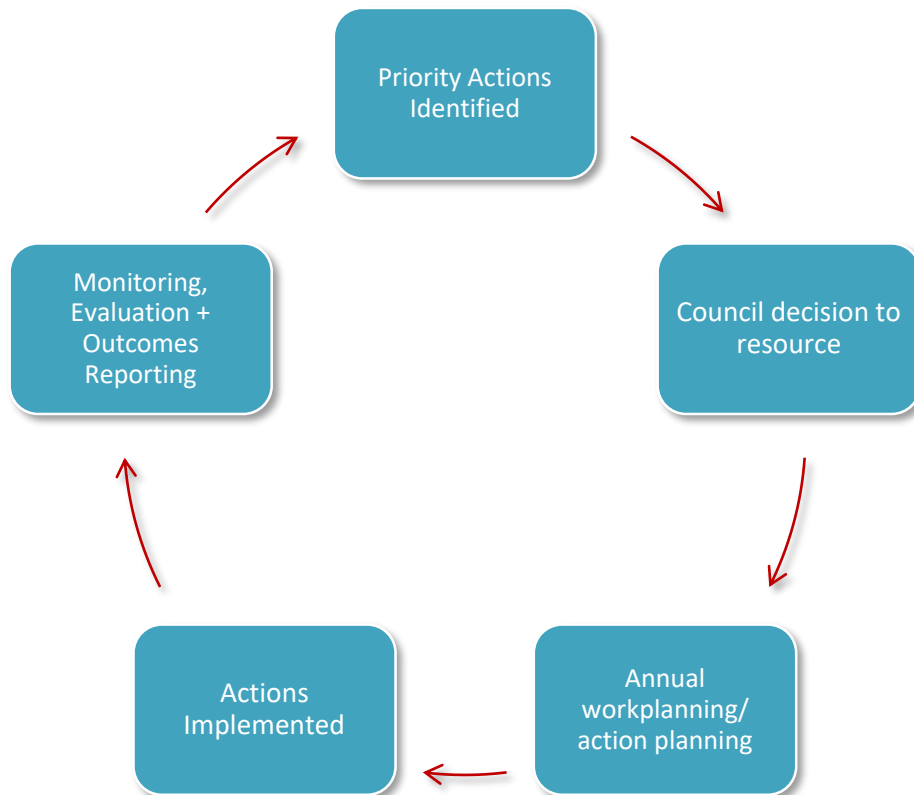 Priority Actions
Identified
Council decision to
resource
Annual
workplanning/
action planning
Actions
Implemented
Monitoring,
Evaluation +
Outcomes
Reporting